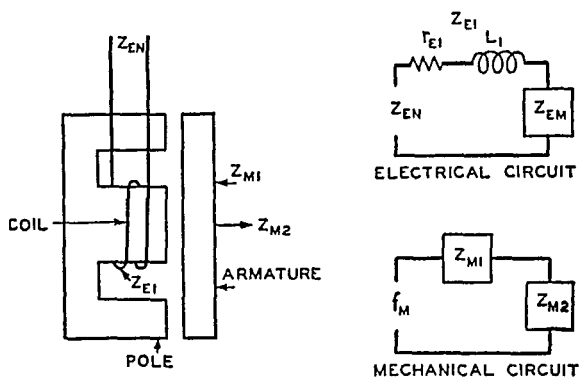 Z_EN
Z_M1
COIL
Z_M2
Z_E1
ARMATURE
POLE
Z_E1
r_E1 L_1
Z_EN
Z_EM
ELECTRICAL CIRCUIT
Z_M1
f_M
Z_M2
MECHANICAL CIRCUIT